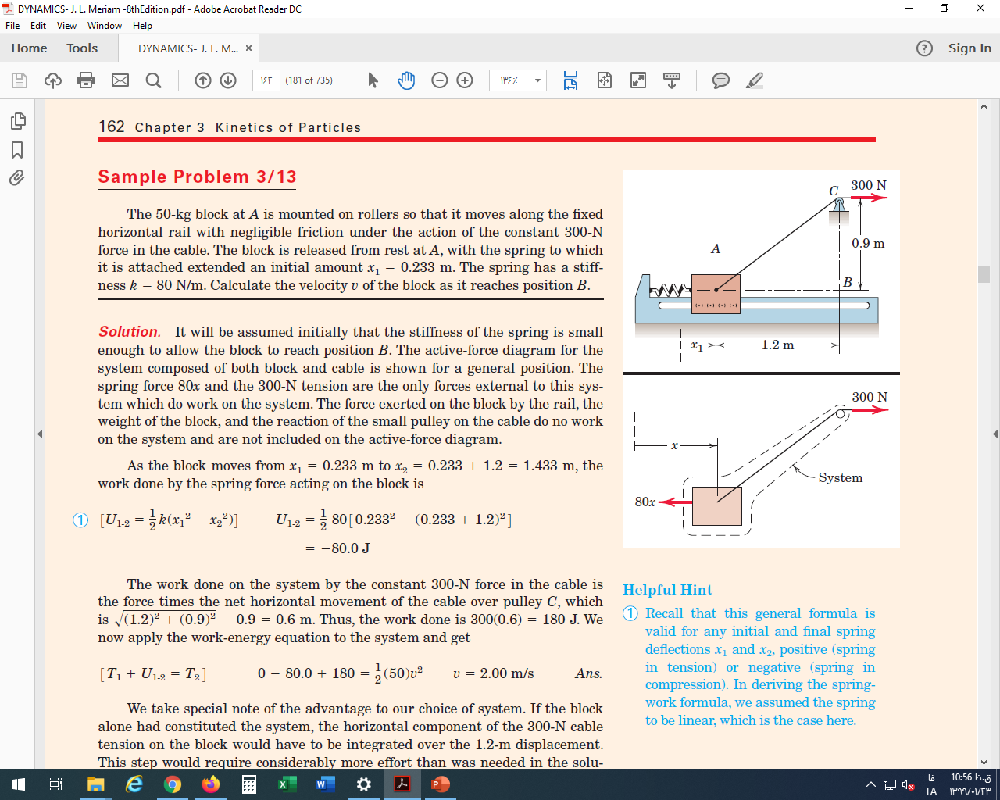 DYNAMICS- J. L. Meriam -8thEdition.pdf - Adobe Acrobat Reader DC
File Edit View Window Help
Home Tools DYNAMICS- J. L. M... × ? Sign In
۱۶۲ (181 of 735) ۱۳۶٪
162 Chapter 3 Kinetics of Particles
Sample Problem 3/13
The 50-kg block at A is mounted on rollers so that it moves along the fixed
horizontal rail with negligible friction under the action of the constant 300-N
force in the cable. The block is released from rest at A, with the spring to which
it is attached extended an initial amount x₁ = 0.233 m. The spring has a stiff-
ness k = 80 N/m. Calculate the velocity v of the block as it reaches position B.
Solution. It will be assumed initially that the stiffness of the spring is small
enough to allow the block to reach position B. The active-force diagram for the
system composed of both block and cable is shown for a general position. The
spring force 80x and the 300-N tension are the only forces external to this sys-
tem which do work on the system. The force exerted on the block by the rail, the
weight of the block, and the reaction of the small pulley on the cable do no work
on the system and are not included on the active-force diagram.
As the block moves from x₁ = 0.233 m to x₂ = 0.233 + 1.2 = 1.433 m, the
work done by the spring force acting on the block is
① [U₁₋₂ = 1/2 k(x₁² − x₂²)] U₁₋₂ = 1/2 80[0.233² − (0.233 + 1.2)²]
= −80.0 J
The work done on the system by the constant 300-N force in the cable is
the force times the net horizontal movement of the cable over pulley C, which
is √(1.2)² + (0.9)² − 0.9 = 0.6 m. Thus, the work done is 300(0.6) = 180 J. We
now apply the work-energy equation to the system and get
[T₁ + U₁₋₂ = T₂] 0 − 80.0 + 180 = 1/2 (50)v² v = 2.00 m/s Ans.
We take special note of the advantage to our choice of system. If the block
alone had constituted the system, the horizontal component of the 300-N cable
tension on the block would have to be integrated over the 1.2-m displacement.
This step would require considerably more effort than was needed in the solu-
C 300 N
0.9 m
A
B
x₁ 1.2 m
300 N
x
System
80x
Helpful Hint
① Recall that this general formula is
valid for any initial and final spring
deflections x₁ and x₂, positive (spring
in tension) or negative (spring in
compression). In deriving the spring-
work formula, we assumed the spring
to be linear, which is the case here.
فا
FA
10:56 ق.ظ
۱۳۹۹/۰۱/۲۳